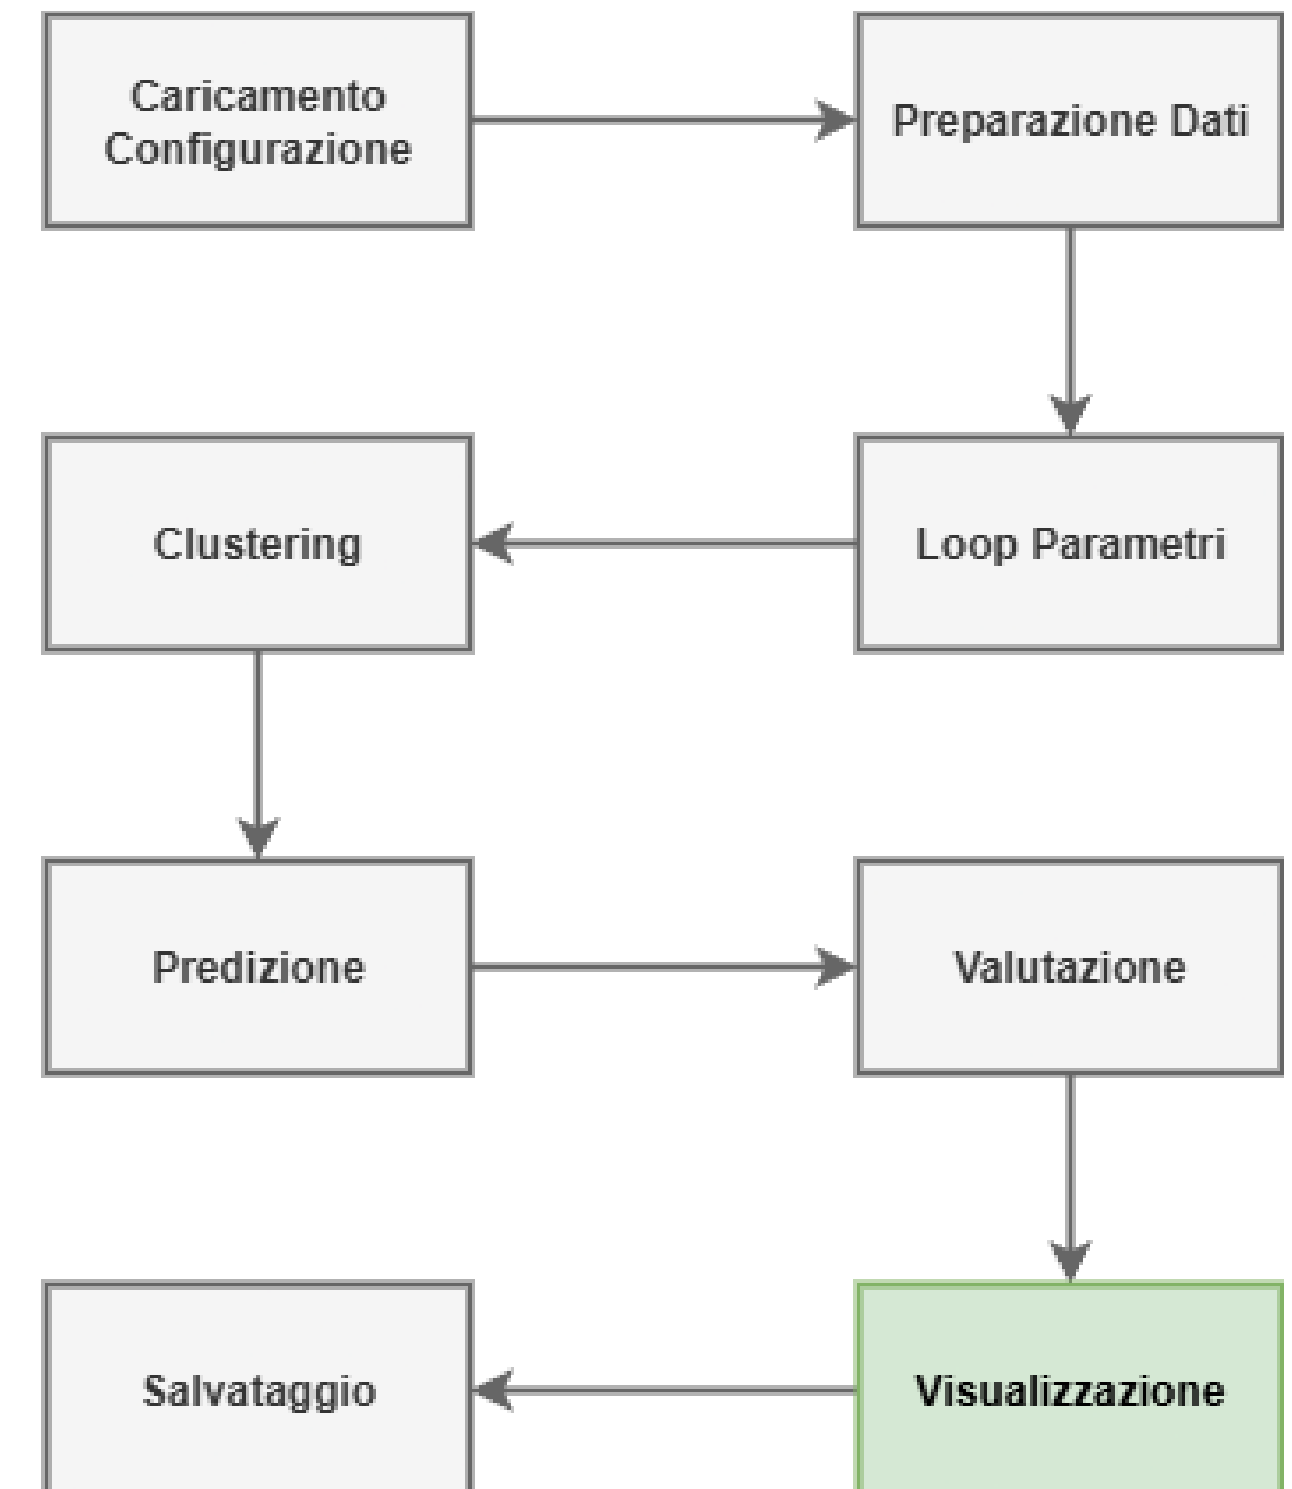 Caricamento
Configurazione
Preparazione Dati
Loop Parametri
Clustering
Predizione
Valutazione
Visualizzazione
Salvataggio